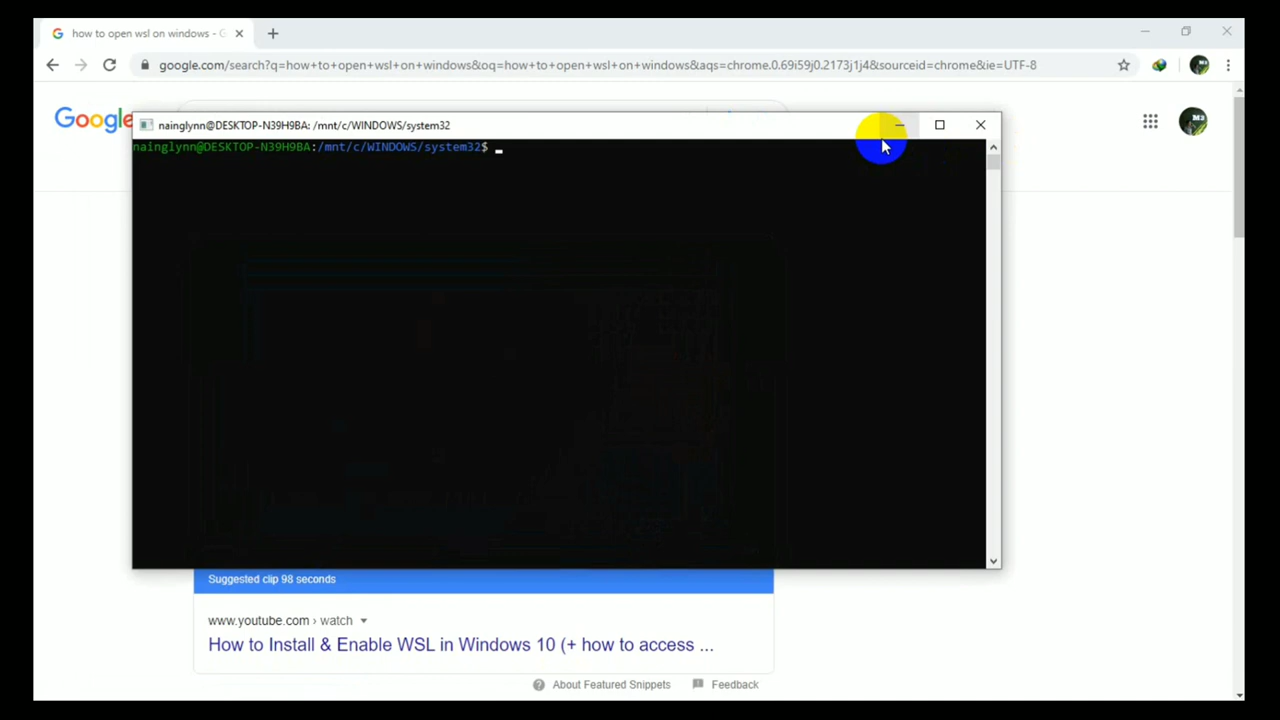 how to open wsl on windows - G
google.com/search?q=how+to+open+wsl+on+windows&oq=how+to+open+wsl+on+windows&aqs=chrome.0.69i59j0.2173j1j4&sourceid=chrome&ie=UTF-8
Google
nainglynn@DESKTOP-N39H9BA: /mnt/c/WINDOWS/system32
nainglynn@DESKTOP-N39H9BA:/mnt/c/WINDOWS/system32$
Suggested clip 98 seconds
www.youtube.com › watch
How to Install & Enable WSL in Windows 10 (+ how to access ...
About Featured Snippets Feedback